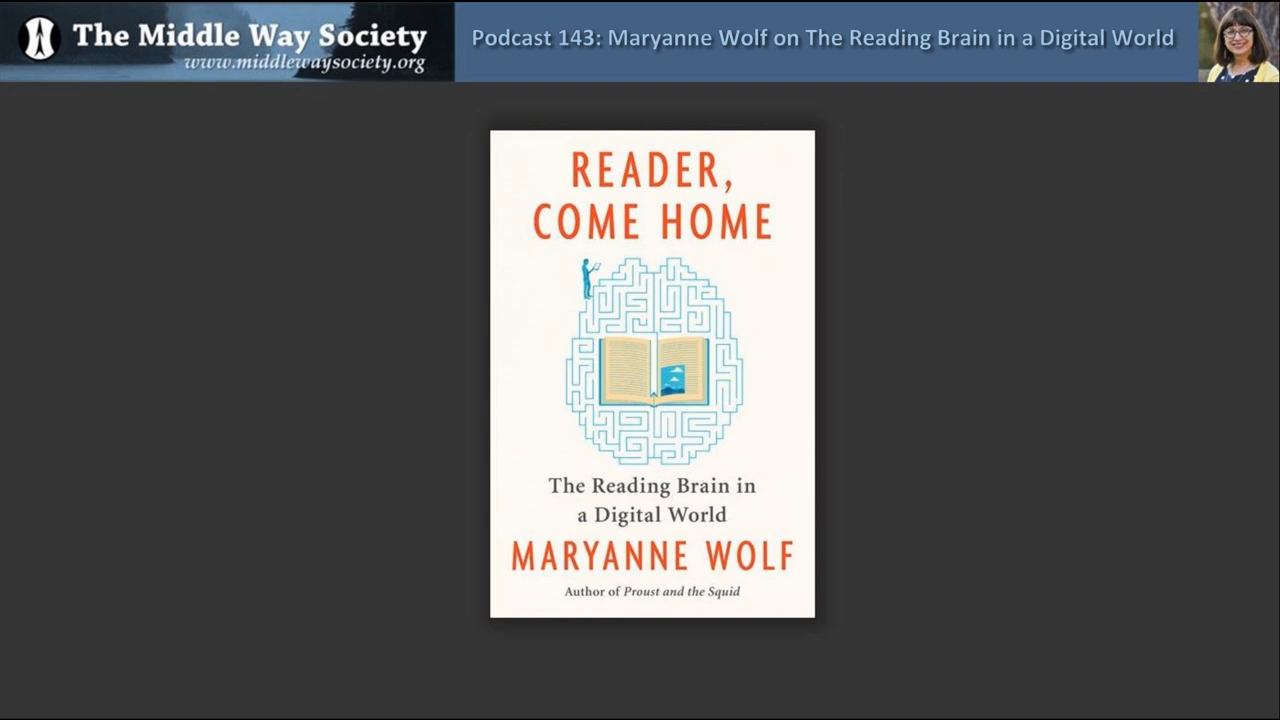 The Middle Way Society
www.middlewaysociety.org
Podcast 143: Maryanne Wolf on The Reading Brain in a Digital World
READER,
COME HOME
The Reading Brain in
a Digital World
MARYANNE WOLF
Author of Proust and the Squid